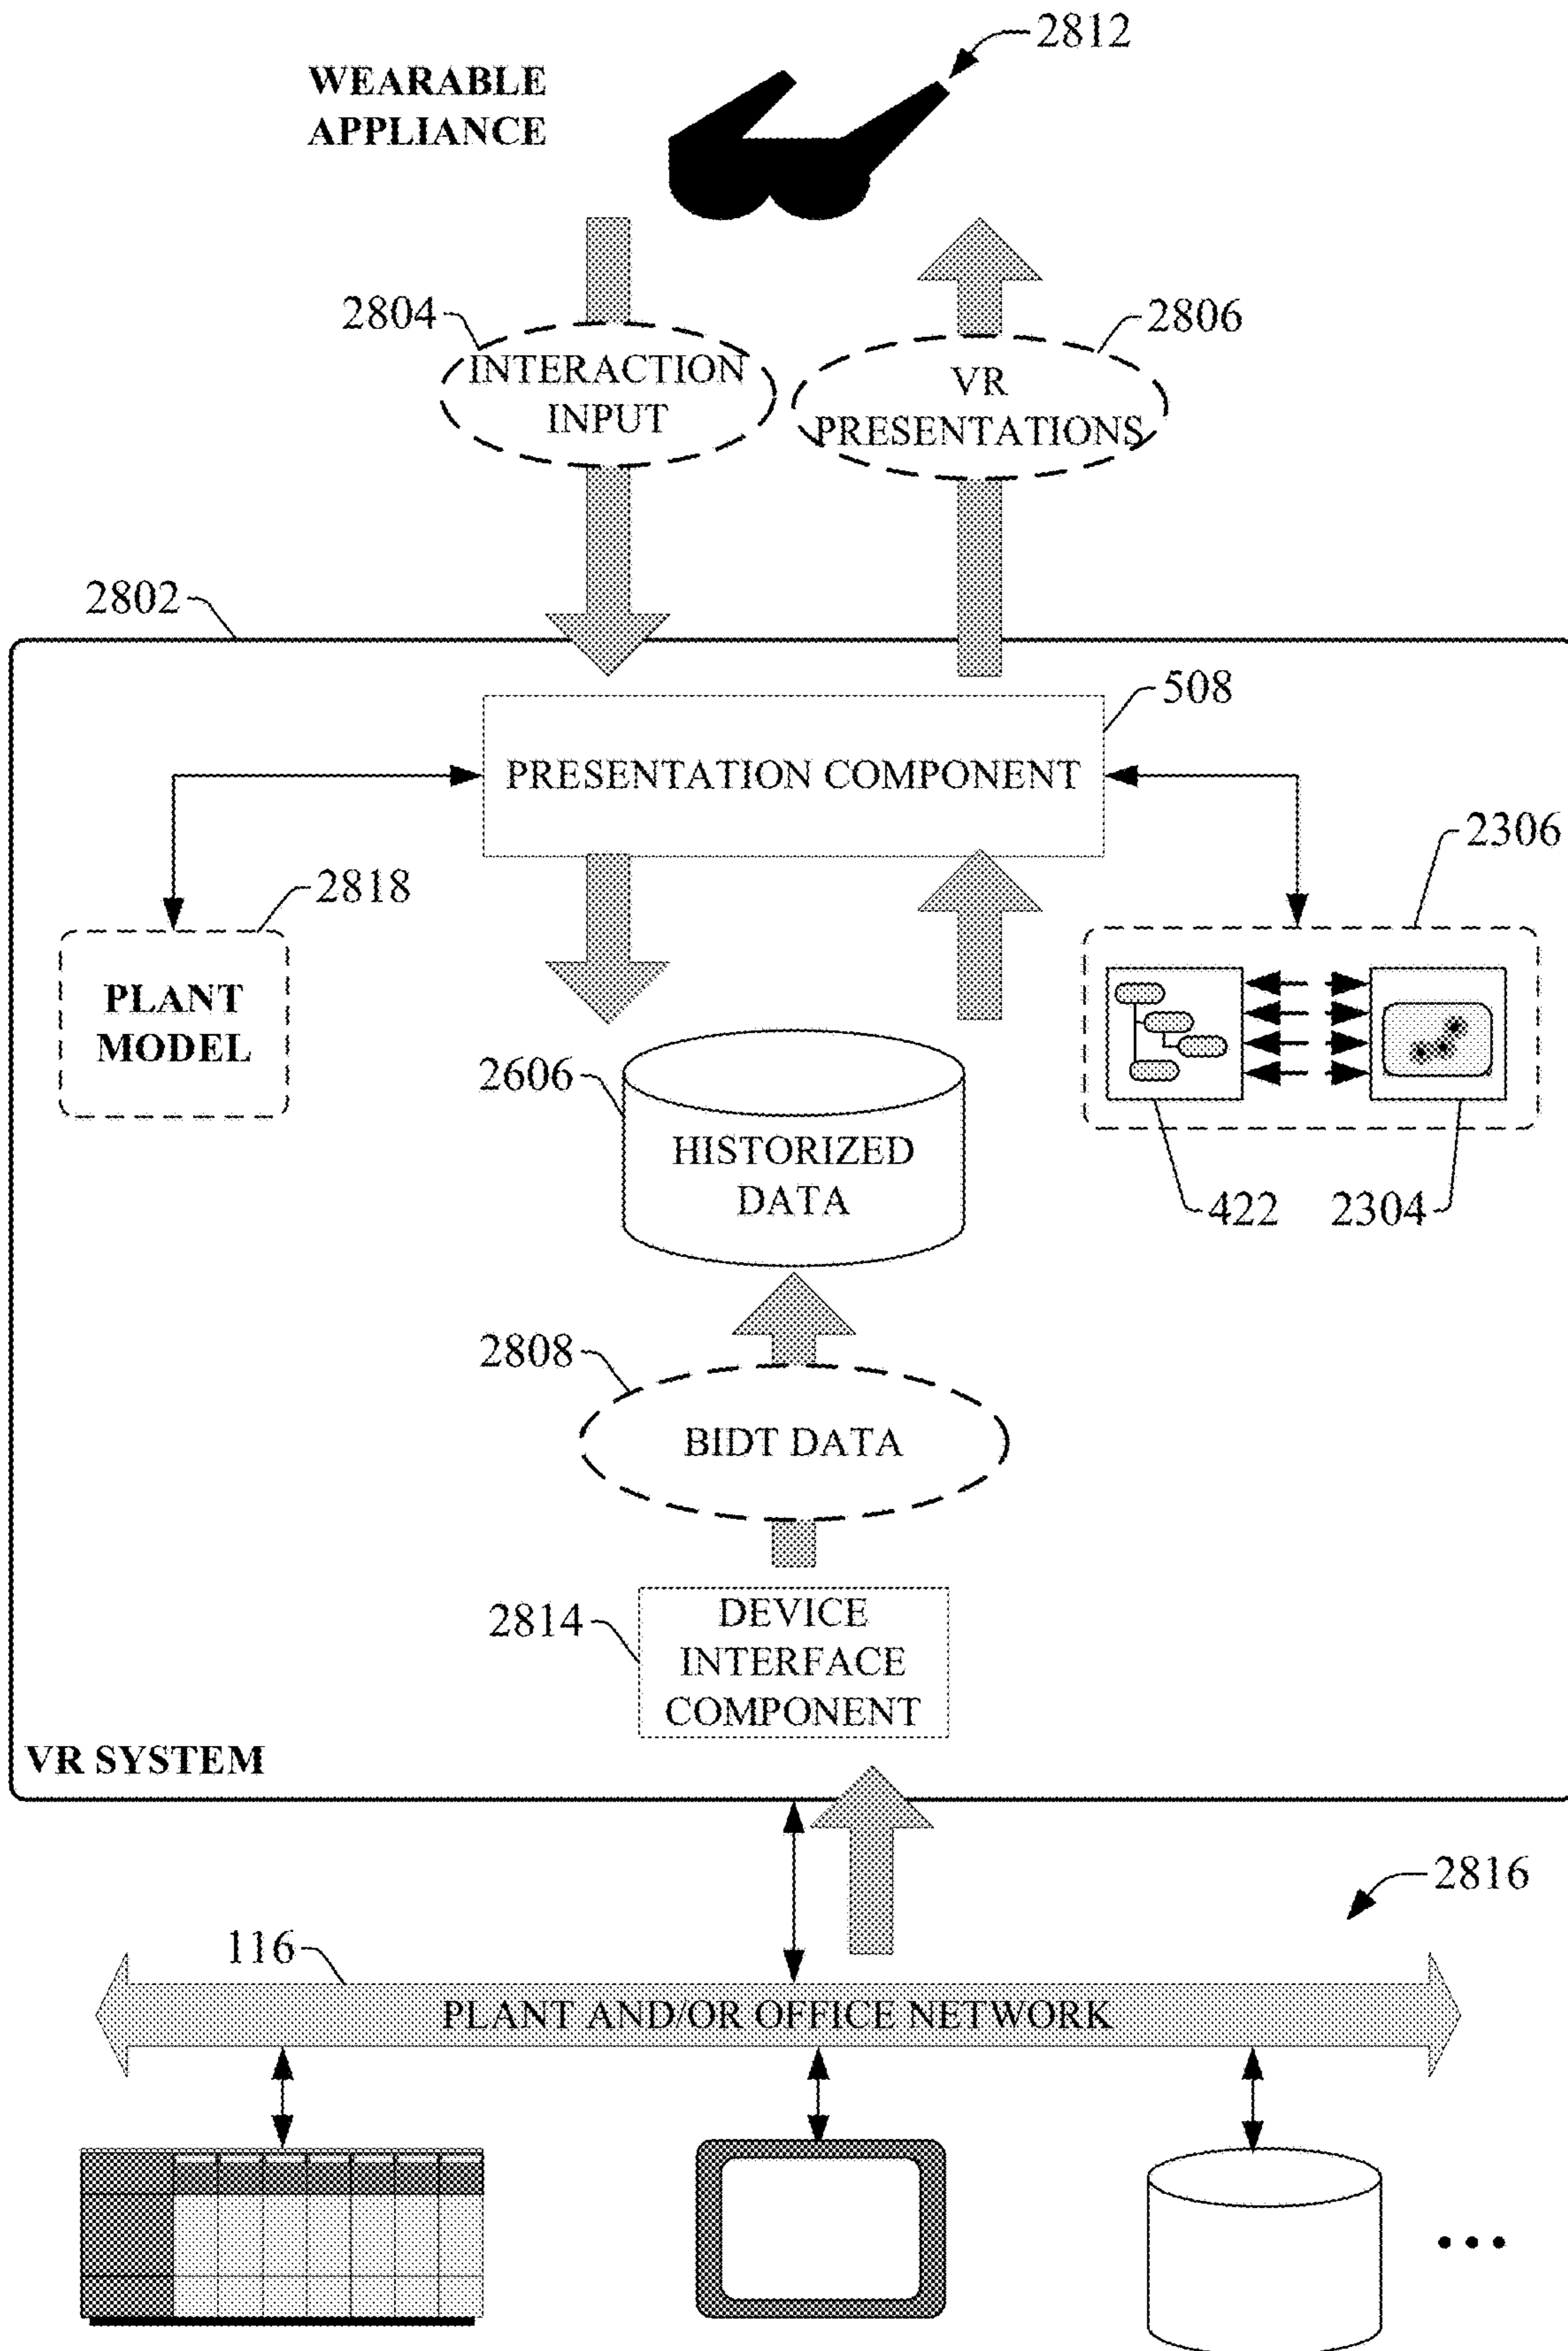 2812
WEARABLE
APPLIANCE
2804
2806
INTERACTION
INPUT
VR
PRESENTATIONS
2802
508
PRESENTATION COMPONENT
2306
2818
PLANT
MODEL
2606
HISTORIZED
DATA
422
2304
2808
BIDT DATA
2814
DEVICE
INTERFACE
COMPONENT
VR SYSTEM
2816
116
PLANT AND/OR OFFICE NETWORK
•••